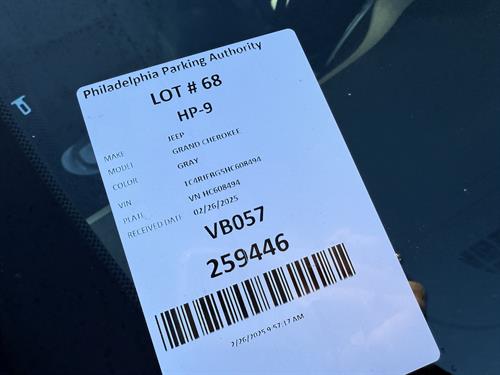 Philadelphia Parking Authority
LOT # 68
HP-9
MAKE JEEP
MODEL GRAND CHEROKEE
COLOR GRAY
VIN 1C4RJFRG5HC608494
PLATE VN HC608494
RECEIVED DATE 02/26/2025
VB057
259446
2/26/2025 9:57:17 AM